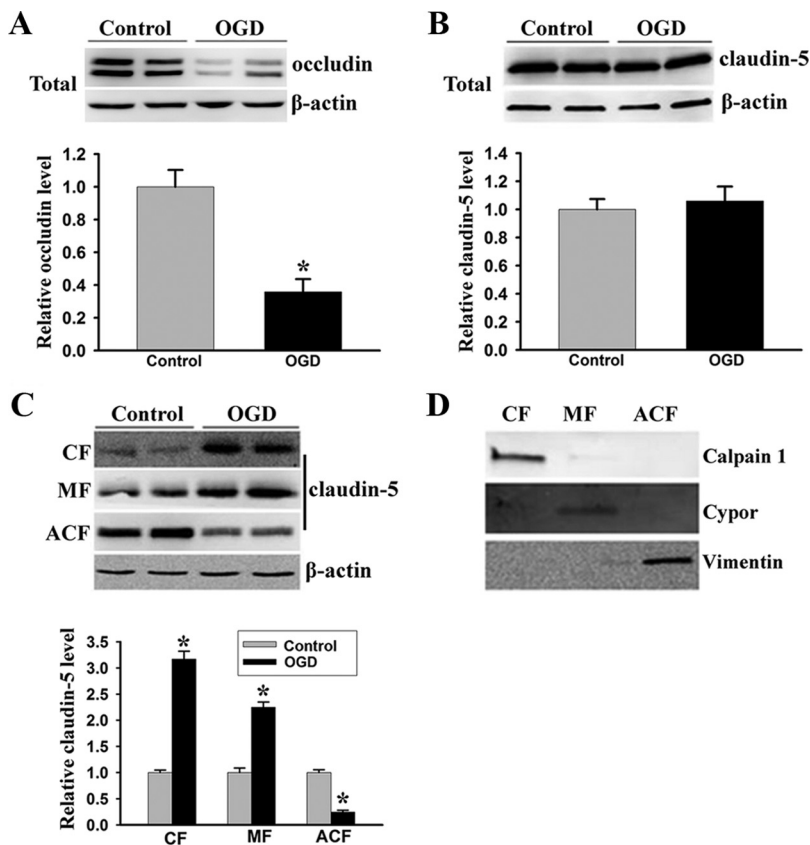 A
Control OGD
Total
occludin
β-actin
Relative occludin level
1.2
1.0
0.8
0.6
0.4
0.2
0.0
*
Control OGD
B
Control OGD
Total
claudin-5
β-actin
Relative claudin-5 level
1.4
1.2
1.0
0.8
0.6
0.4
0.2
0.0
Control OGD
C
Control OGD
CF
MF
ACF
claudin-5
β-actin
Relative claudin-5 level
3.5
3.0
2.5
2.0
1.5
1.0
0.5
0.0
* * *
Control
OGD
CF MF ACF
D
CF MF ACF
Calpain 1
Cypor
Vimentin